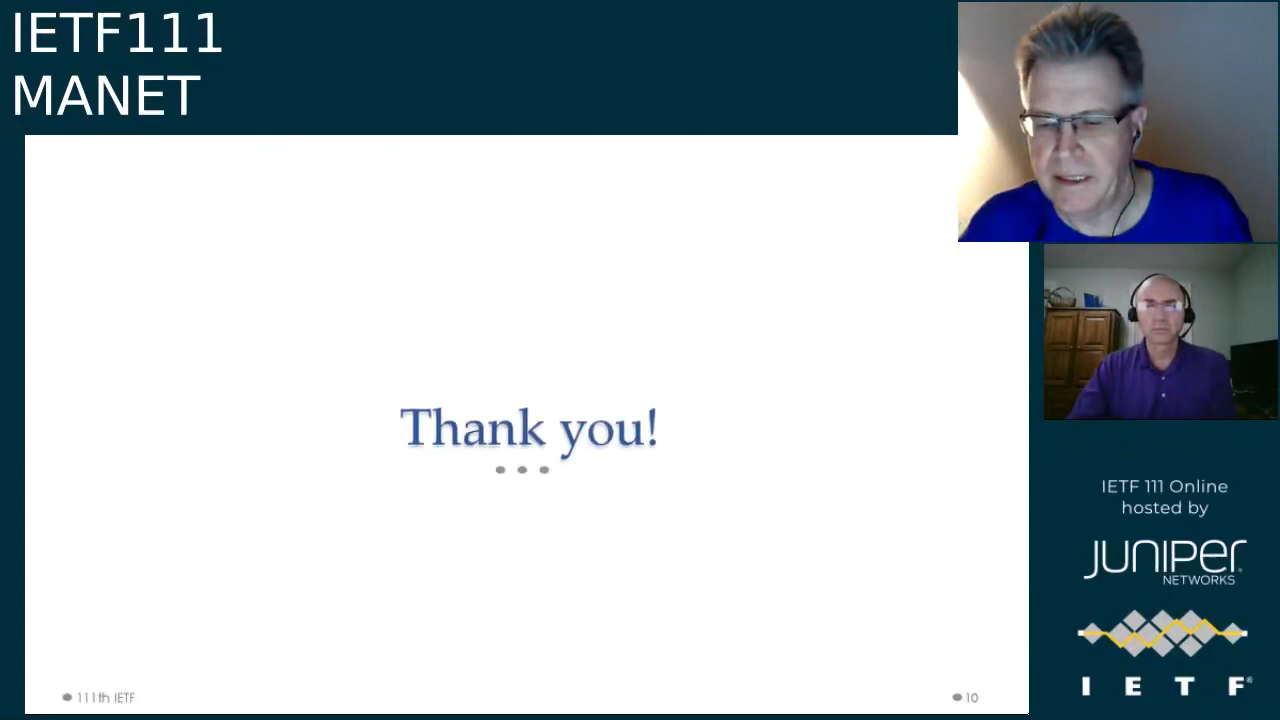 IETF111
MANET
Thank you!
111th IETF
10
IETF 111 Online
hosted by
JUNIPER
NETWORKS
I E T F